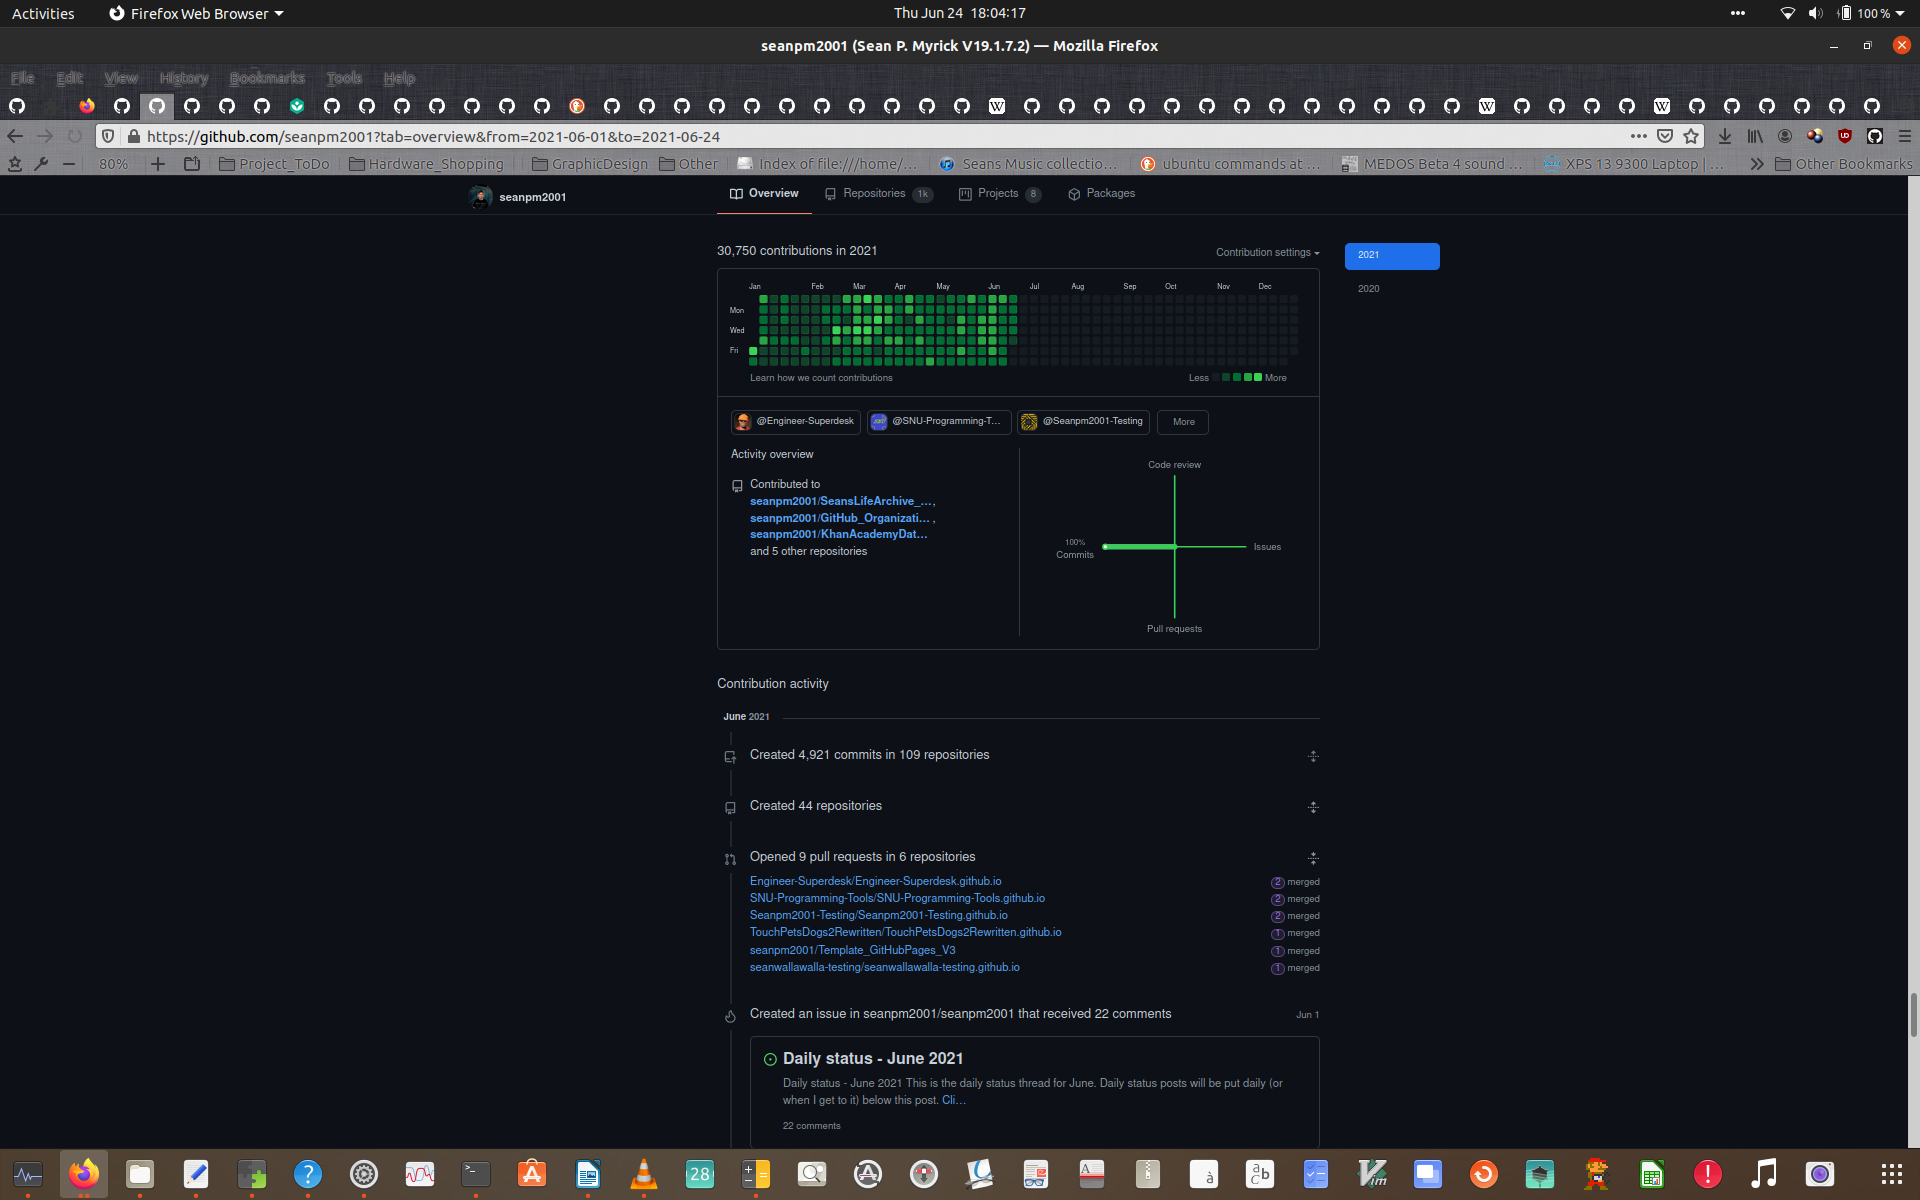 Activities
Firefox Web Browser
Thu Jun 24 18:04:17
100 %
seanpm2001 (Sean P. Myrick V19.1.7.2) — Mozilla Firefox
File Edit View History Bookmarks Tools Help
https://github.com/seanpm2001?tab=overview&from=2021-06-01&to=2021-06-24
80%
Project_ToDo
Hardware_Shopping
GraphicDesign
Other
Index of file:///home/...
Seans Music collectio...
ubuntu commands at ...
MEDOS Beta 4 sound ...
XPS 13 9300 Laptop | ...
Other Bookmarks
seanpm2001
Overview
Repositories 1k
Projects 8
Packages
30,750 contributions in 2021
Contribution settings
2021
2020
Jan Feb Mar Apr May Jun Jul Aug Sep Oct Nov Dec
Mon
Wed
Fri
Learn how we count contributions
Less More
@Engineer-Superdesk
@SNU-Programming-T...
@Seanpm2001-Testing
More
Activity overview
Contributed to
seanpm2001/SeansLifeArchive_...,
seanpm2001/GitHub_Organizati... ,
seanpm2001/KhanAcademyDat...
and 5 other repositories
Code review
100%
Commits
Issues
Pull requests
Contribution activity
June 2021
Created 4,921 commits in 109 repositories
Created 44 repositories
Opened 9 pull requests in 6 repositories
Engineer-Superdesk/Engineer-Superdesk.github.io 2 merged
SNU-Programming-Tools/SNU-Programming-Tools.github.io 2 merged
Seanpm2001-Testing/Seanpm2001-Testing.github.io 2 merged
TouchPetsDogs2Rewritten/TouchPetsDogs2Rewritten.github.io 1 merged
seanpm2001/Template_GitHubPages_V3 1 merged
seanwallawalla-testing/seanwallawalla-testing.github.io 1 merged
Created an issue in seanpm2001/seanpm2001 that received 22 comments
Jun 1
Daily status - June 2021
Daily status - June 2021 This is the daily status thread for June. Daily status posts will be put daily (or
when I get to it) below this post. Cli...
22 comments
28